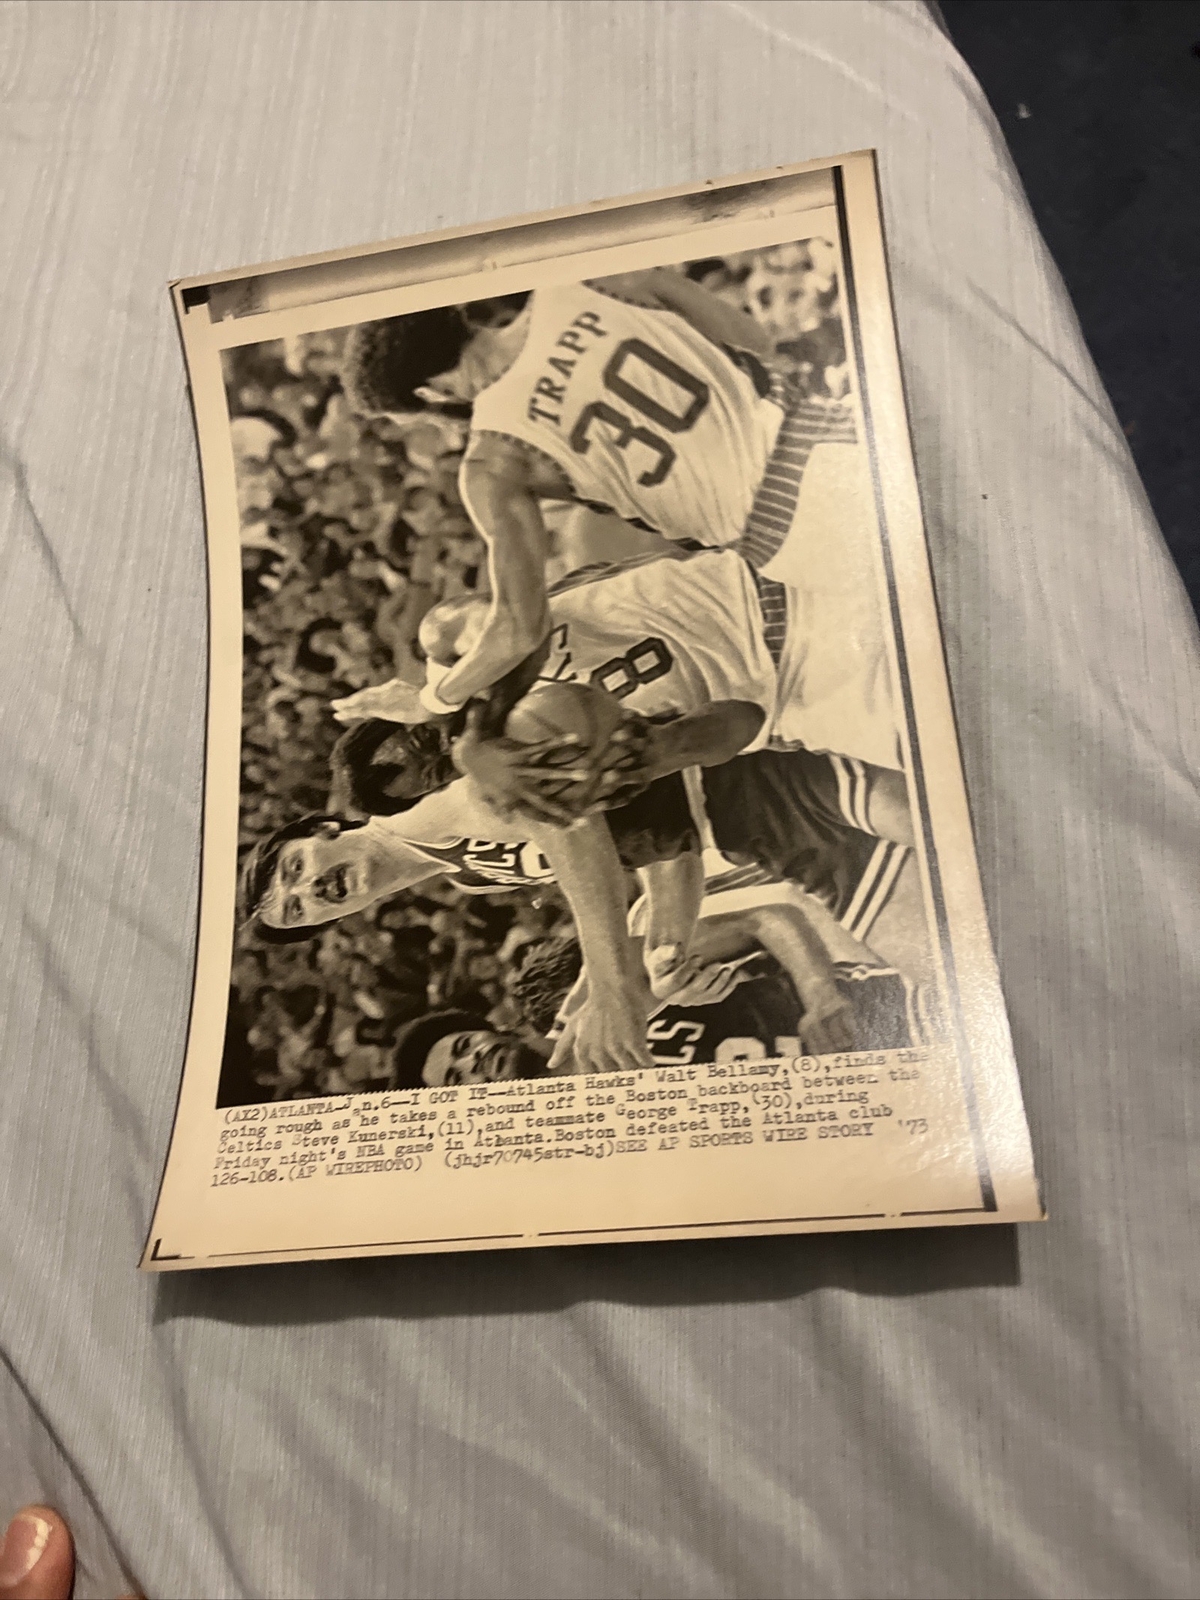 TRAPP
30
8
CS
(AX2)ATLANTA Jan.6—I GOT IT—Atlanta Hawks' Walt Bellamy,(8),finds the
going rough as he takes a rebound off the Boston backboard between the
Celtics Steve Kunerski,(11),and teammate George Trapp,(30),during
Friday night's NBA game in Atbanta.Boston defeated the Atlanta club
126-108.(AP WIREPHOTO) (jhjr70745str-bj)SEE AP SPORTS WIRE STORY '73